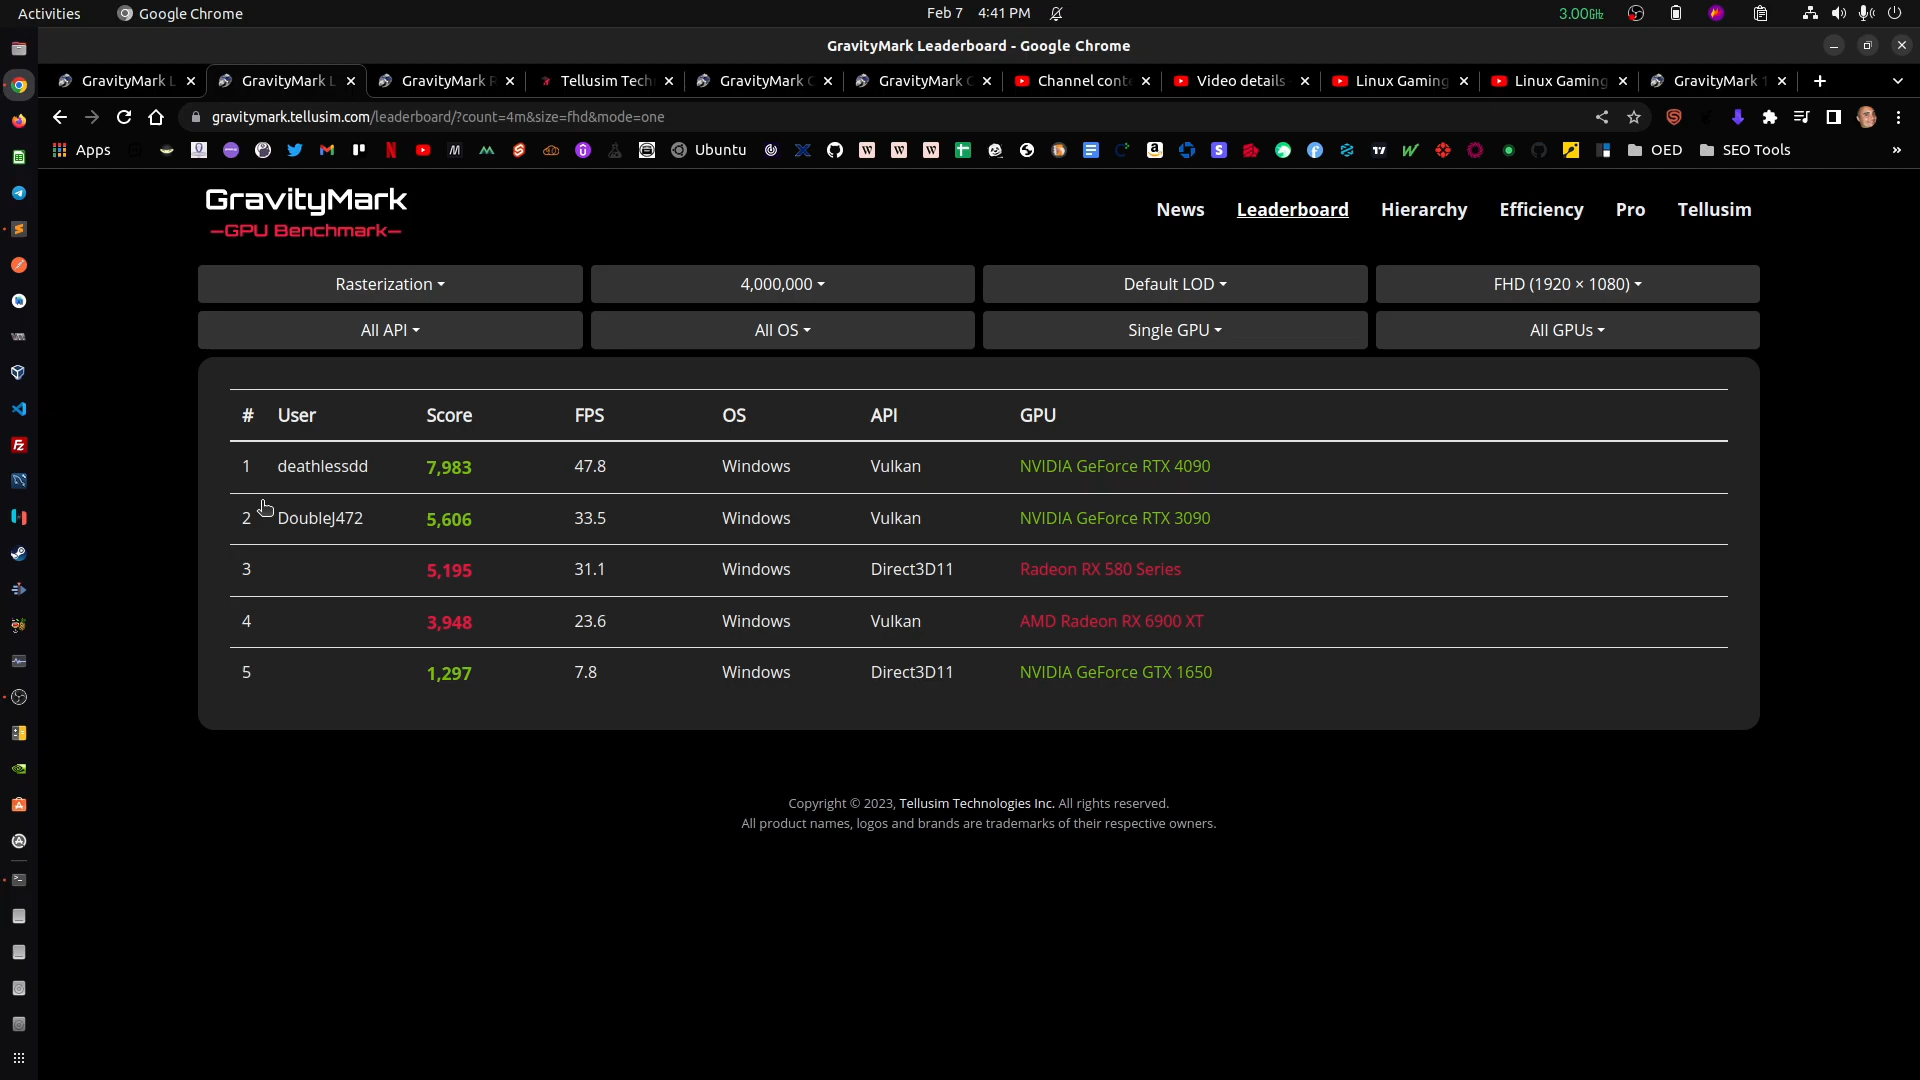 Activities Google Chrome Feb 7 4:41 PM 3.00GHz
GravityMark Leaderboard - Google Chrome
GravityMark L GravityMark L GravityMark R Tellusim Tech GravityMark GravityMark Channel cont Video details Linux Gaming Linux Gaming GravityMark
gravitymark.tellusim.com/leaderboard/?count=4m&size=fhd&mode=one
Apps Ubuntu OED SEO Tools »
GravityMark
—GPU Benchmark—
News Leaderboard Hierarchy Efficiency Pro Tellusim
Rasterization 4,000,000 Default LOD FHD (1920 × 1080)
All API All OS Single GPU All GPUs
# User Score FPS OS API GPU
1 deathlessdd 7,983 47.8 Windows Vulkan NVIDIA GeForce RTX 4090
2 DoubleJ472 5,606 33.5 Windows Vulkan NVIDIA GeForce RTX 3090
3 5,195 31.1 Windows Direct3D11 Radeon RX 580 Series
4 3,948 23.6 Windows Vulkan AMD Radeon RX 6900 XT
5 1,297 7.8 Windows Direct3D11 NVIDIA GeForce GTX 1650
Copyright © 2023, Tellusim Technologies Inc. All rights reserved.
All product names, logos and brands are trademarks of their respective owners.